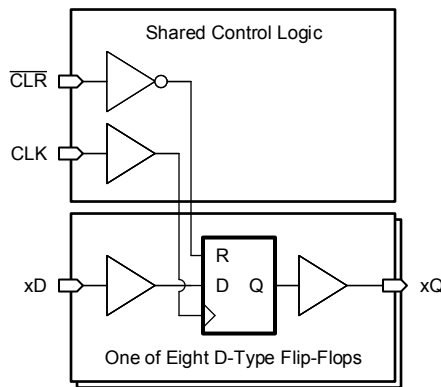 Shared Control Logic
CLR
CLK
R
xD
D
Q
xQ
One of Eight D-Type Flip-Flops